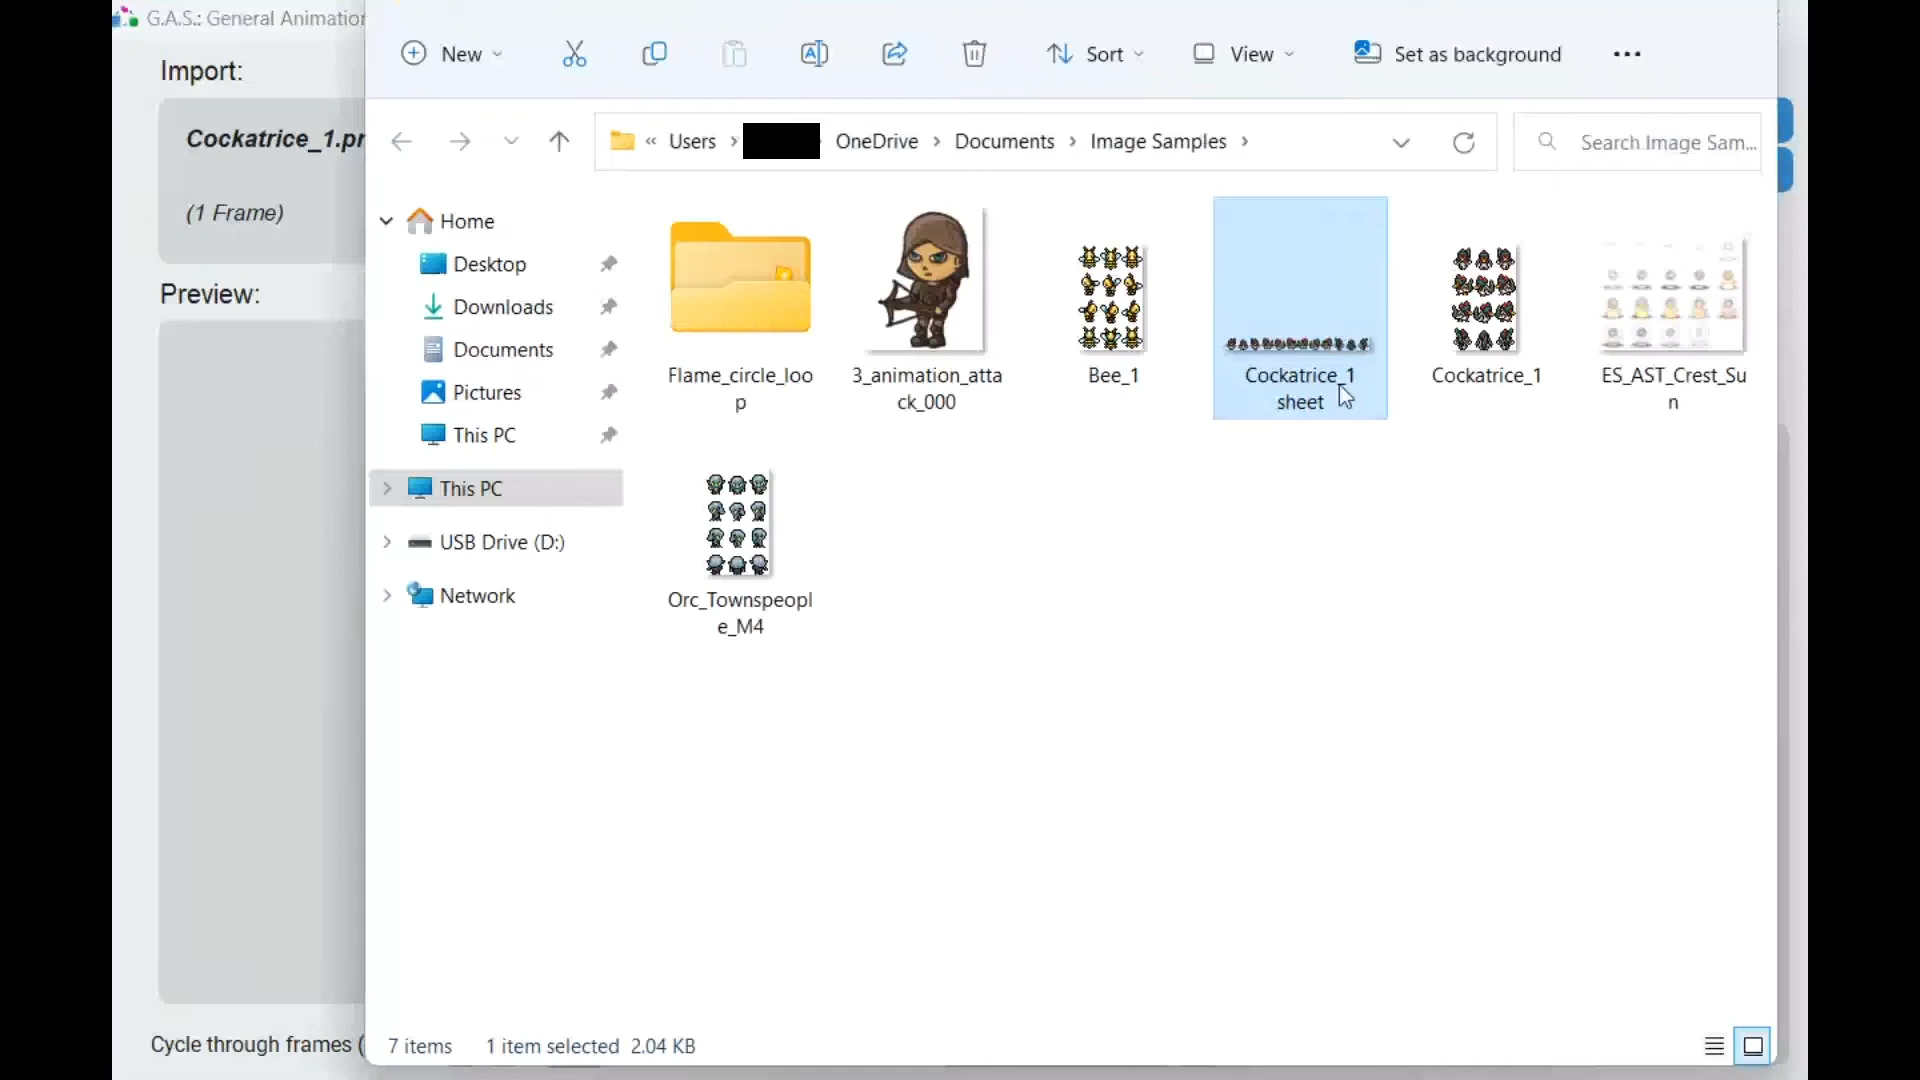 G.A.S.: General Animation
Import:
Cockatrice_1.pr
(1 Frame)
Preview:
Cycle through frames (
New
Sort
View
Set as background
« Users › OneDrive › Documents › Image Samples ›
Search Image Sam...
Home
Desktop
Downloads
Documents
Pictures
This PC
This PC
USB Drive (D:)
Network
Flame_circle_loo
p
3_animation_atta
ck_000
Bee_1
Cockatrice_1
sheet
Cockatrice_1
ES_AST_Crest_Su
n
Orc_Townspeopl
e_M4
7 items
1 item selected 2.04 KB